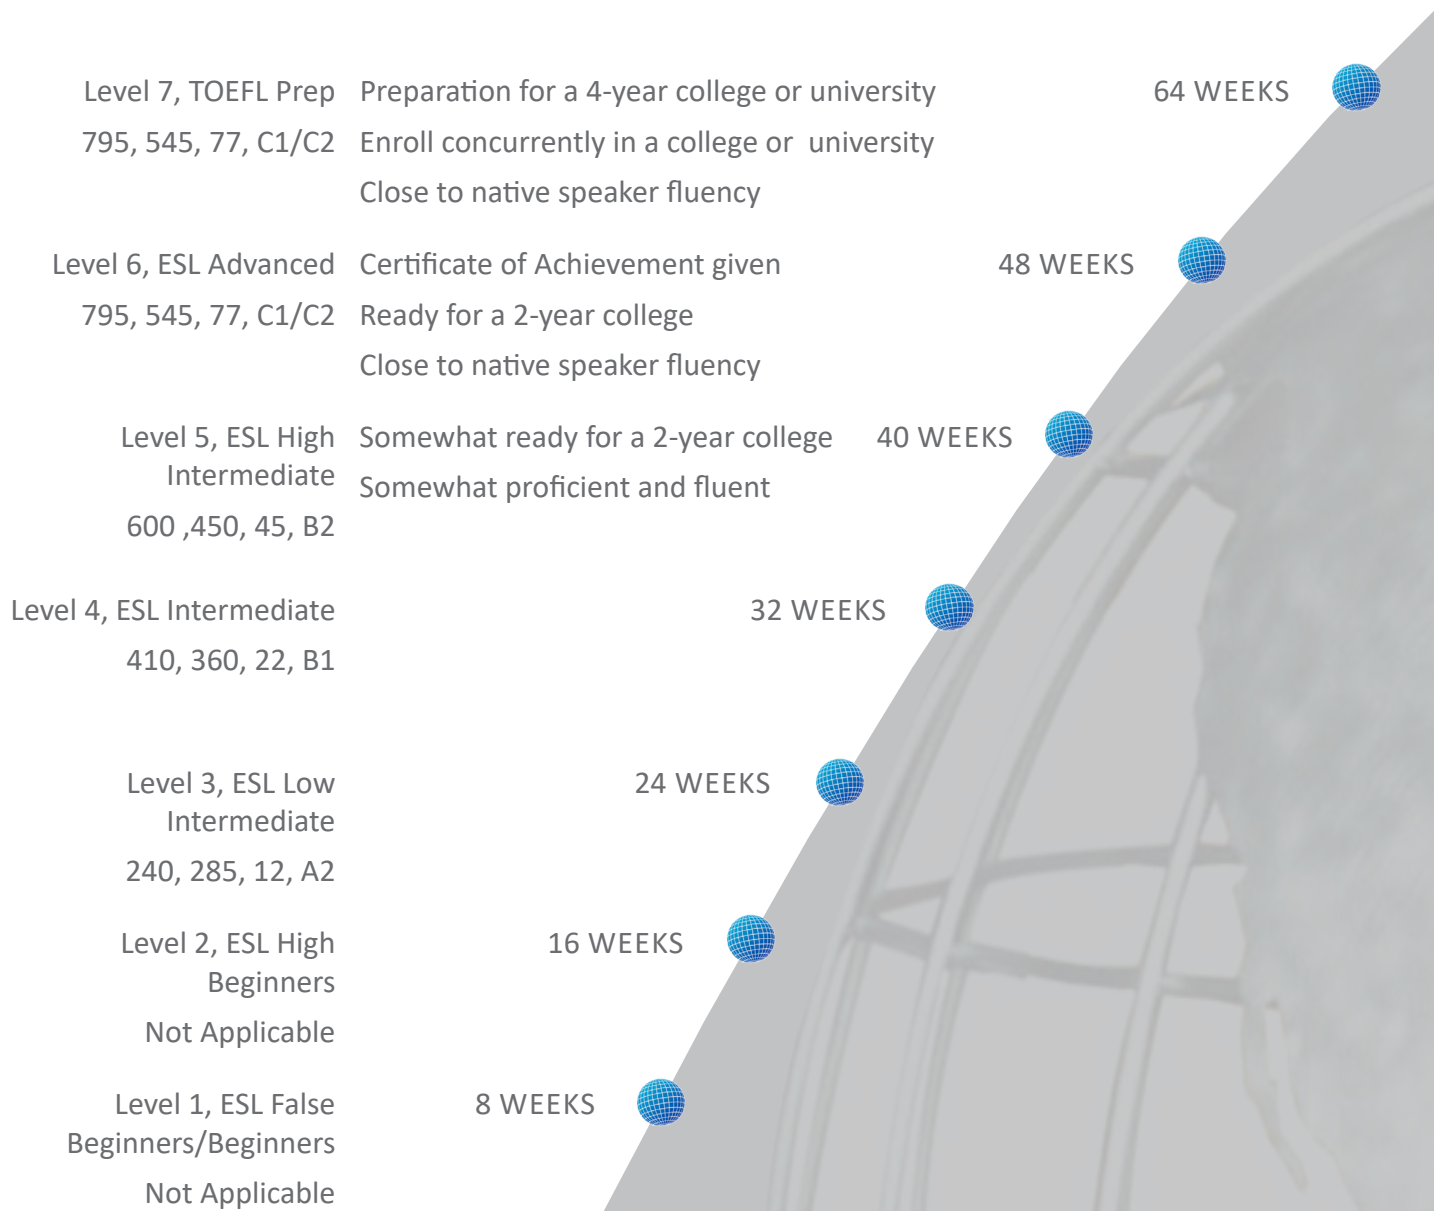 Level 7, TOEFL Prep
795, 545, 77, C1/C2
Preparation for a 4-year college or university
Enroll concurrently in a college or  university
Close to native speaker fluency
64 WEEKS
Level 6, ESL Advanced
795, 545, 77, C1/C2
Certificate of Achievement given
Ready for a 2-year college
Close to native speaker fluency
48 WEEKS
Level 5, ESL High
Intermediate
600 ,450, 45, B2
Somewhat ready for a 2-year college
Somewhat proficient and fluent
40 WEEKS
Level 4, ESL Intermediate
410, 360, 22, B1
32 WEEKS
Level 3, ESL Low
Intermediate
240, 285, 12, A2
24 WEEKS
Level 2, ESL High
Beginners
Not Applicable
16 WEEKS
Level 1, ESL False
Beginners/Beginners
Not Applicable
8 WEEKS